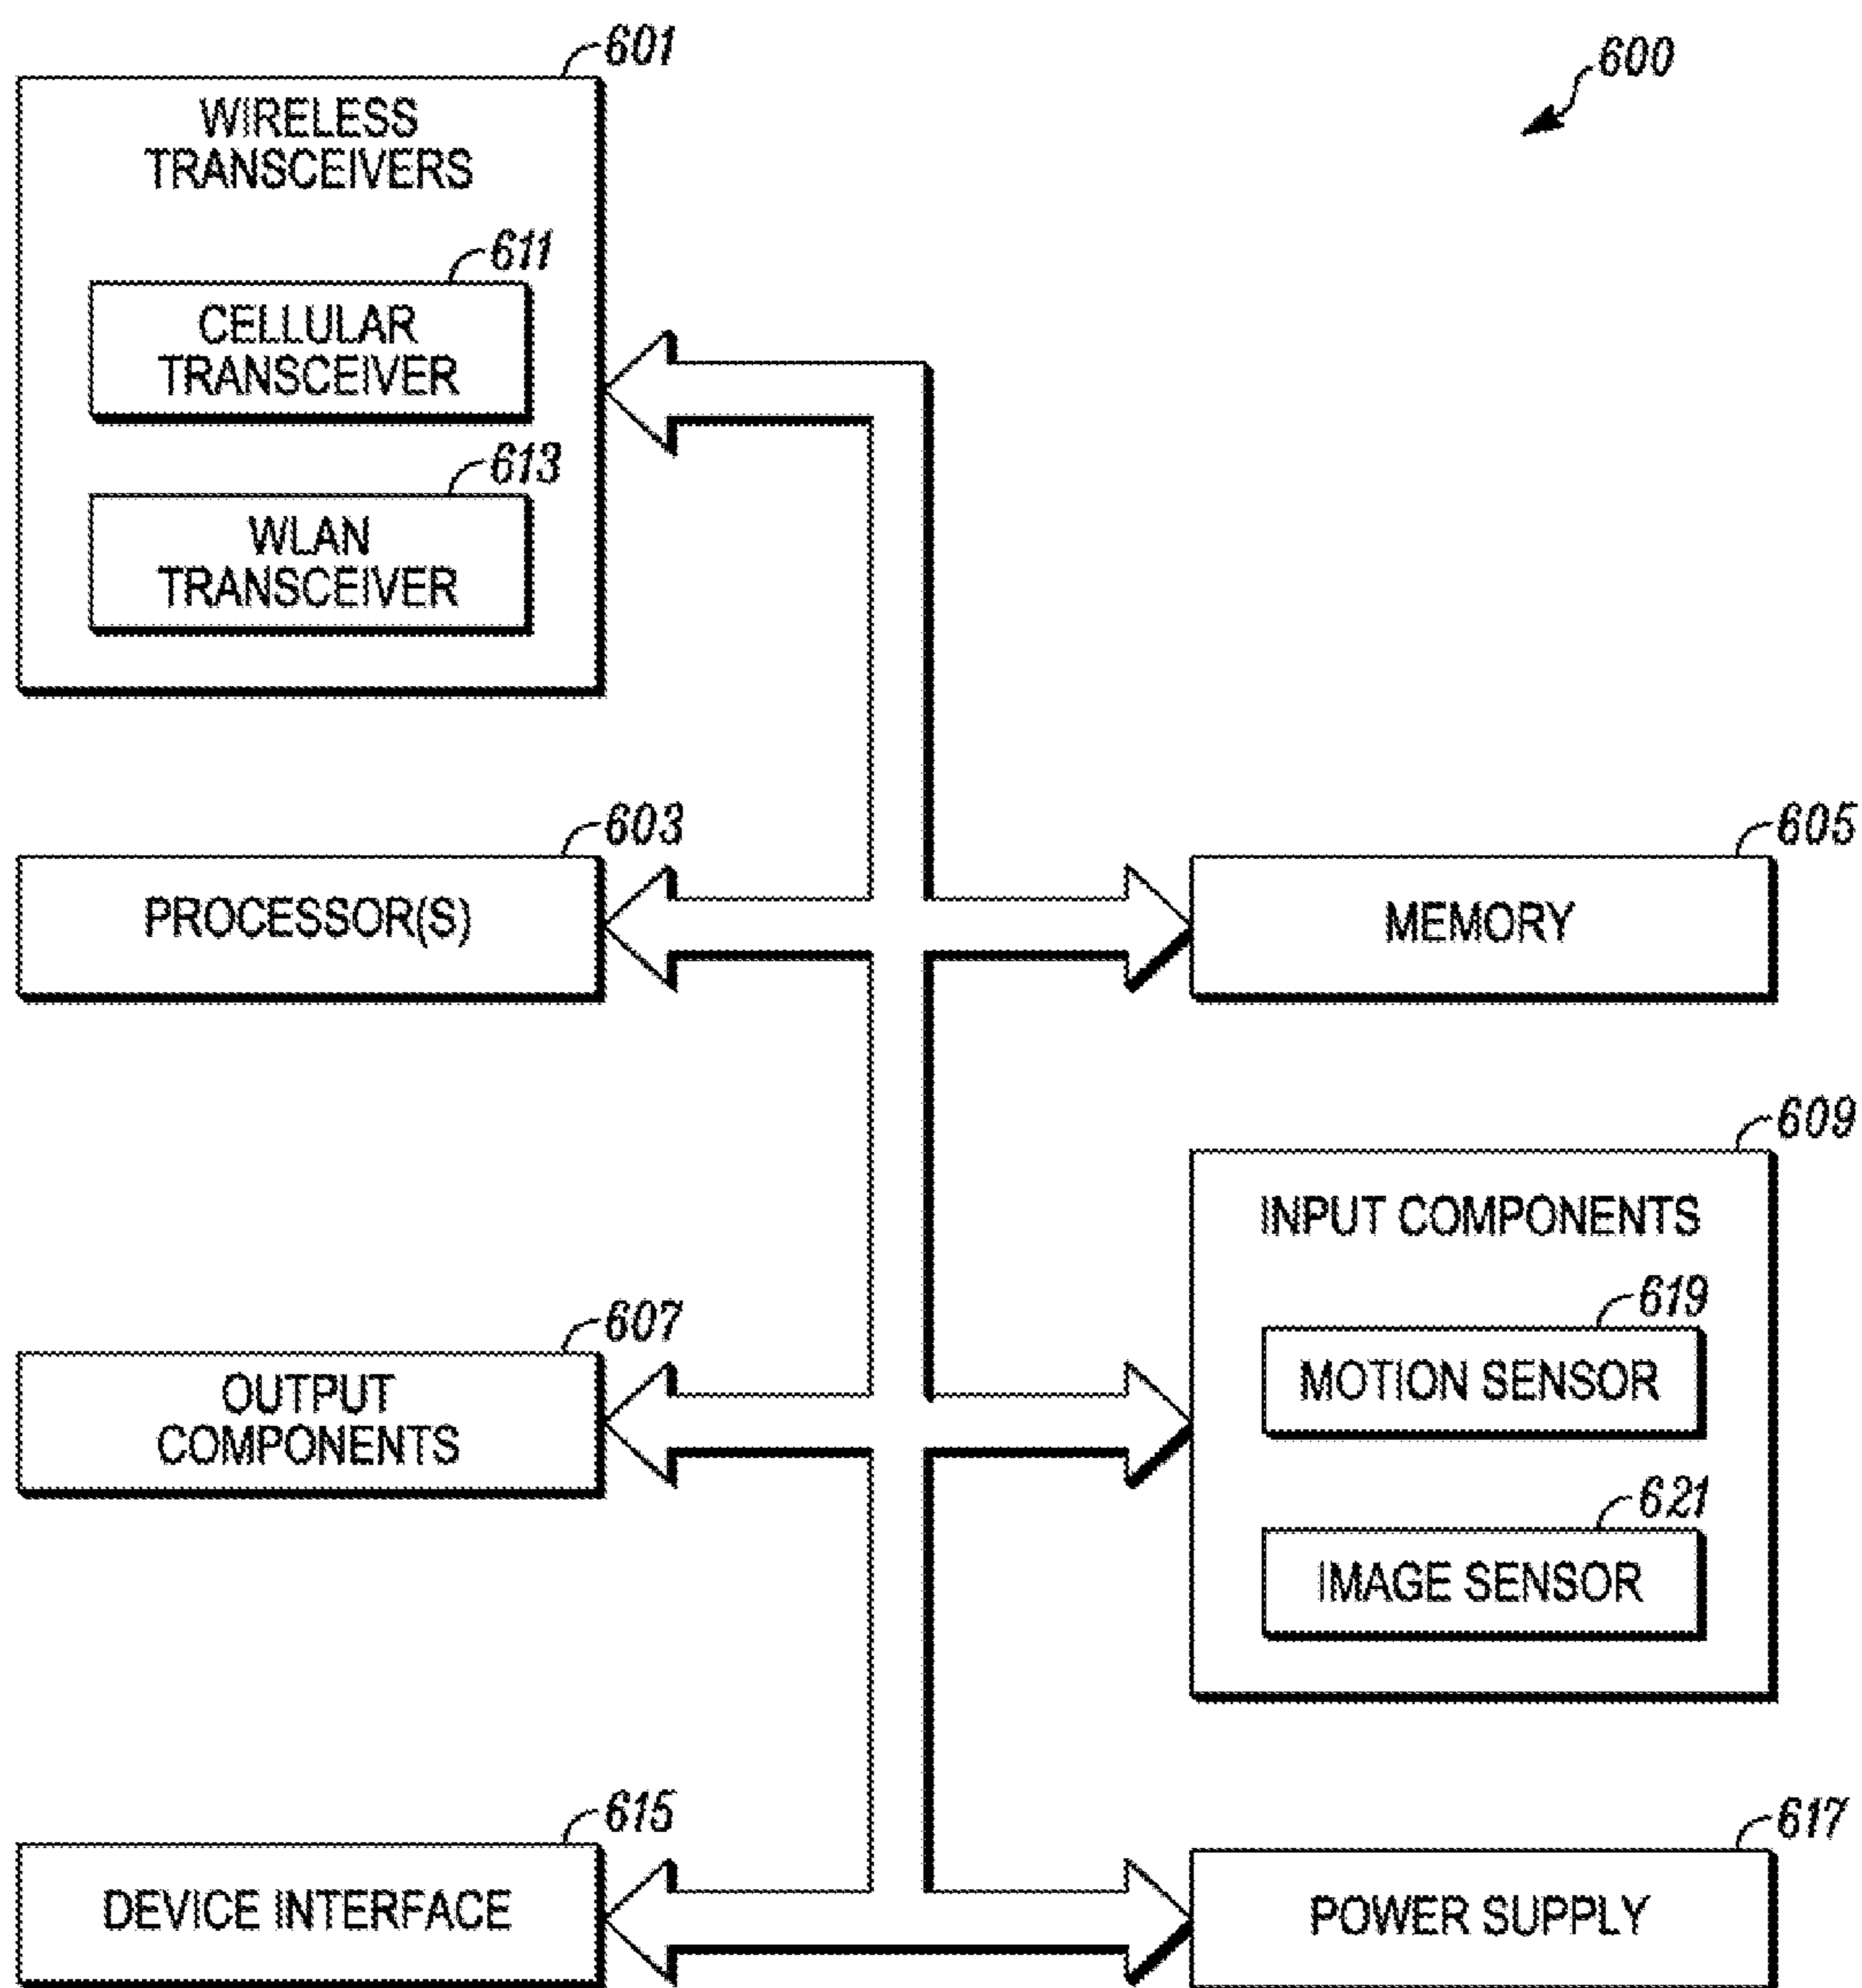 601
600
WIRELESS
TRANSCEIVERS
611
CELLULAR
TRANSCEIVER
613
WLAN
TRANSCEIVER
603
PROCESSOR(S)
605
MEMORY
609
INPUT COMPONENTS
619
MOTION SENSOR
607
OUTPUT
COMPONENTS
621
IMAGE SENSOR
615
DEVICE INTERFACE
617
POWER SUPPLY